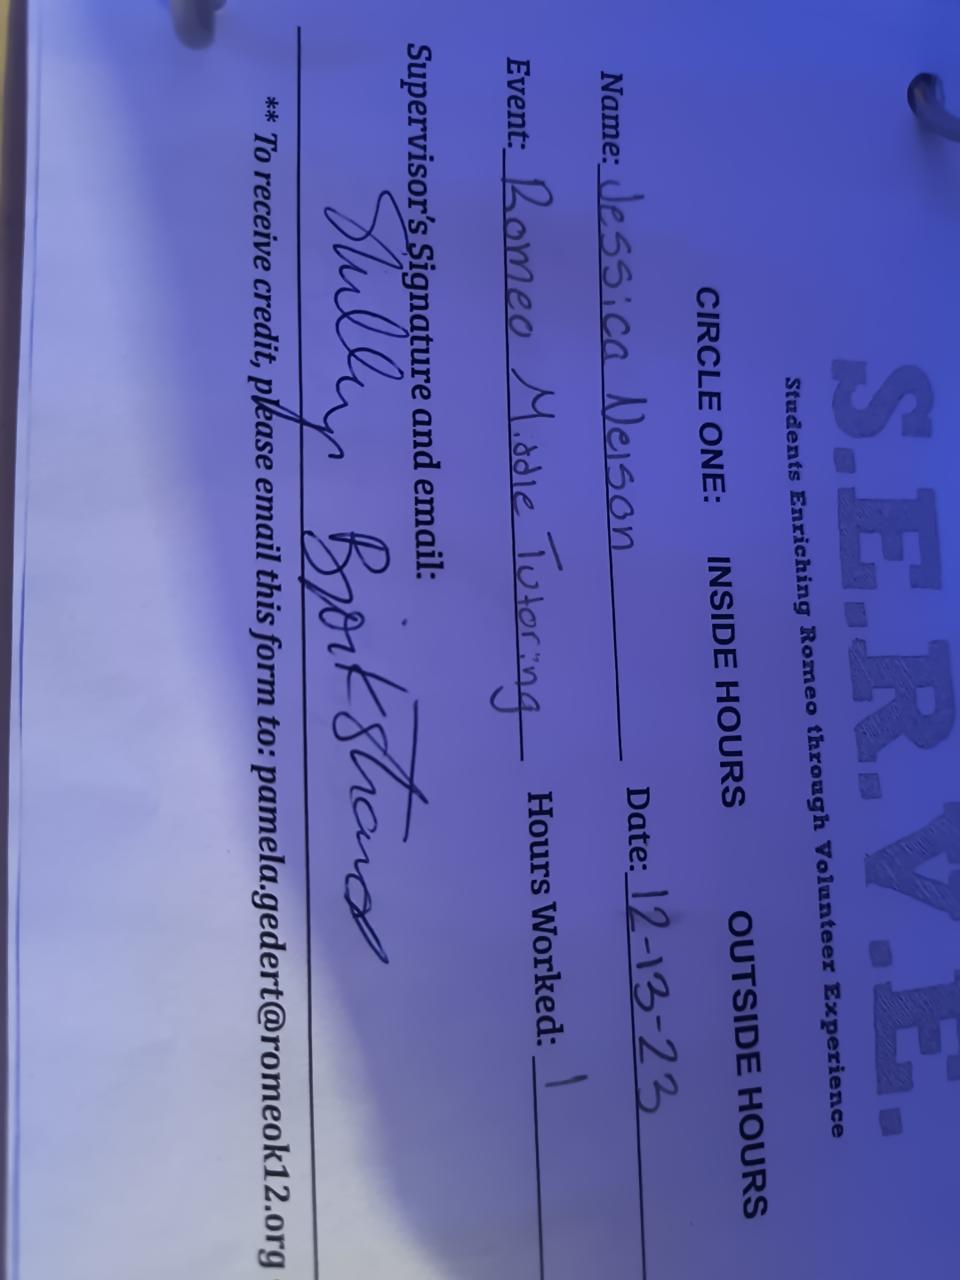 S.E.R.V.E.
Students Enriching Romeo through Volunteer Experience
CIRCLE ONE: INSIDE HOURS OUTSIDE HOURS
Name: Jessica Nelson Date: 12-13-23
Event: Romeo Middle Tutoring Hours Worked: 1
Supervisor's Signature and email:
** To receive credit, please email this form to: pamela.gedert@romeok12.org